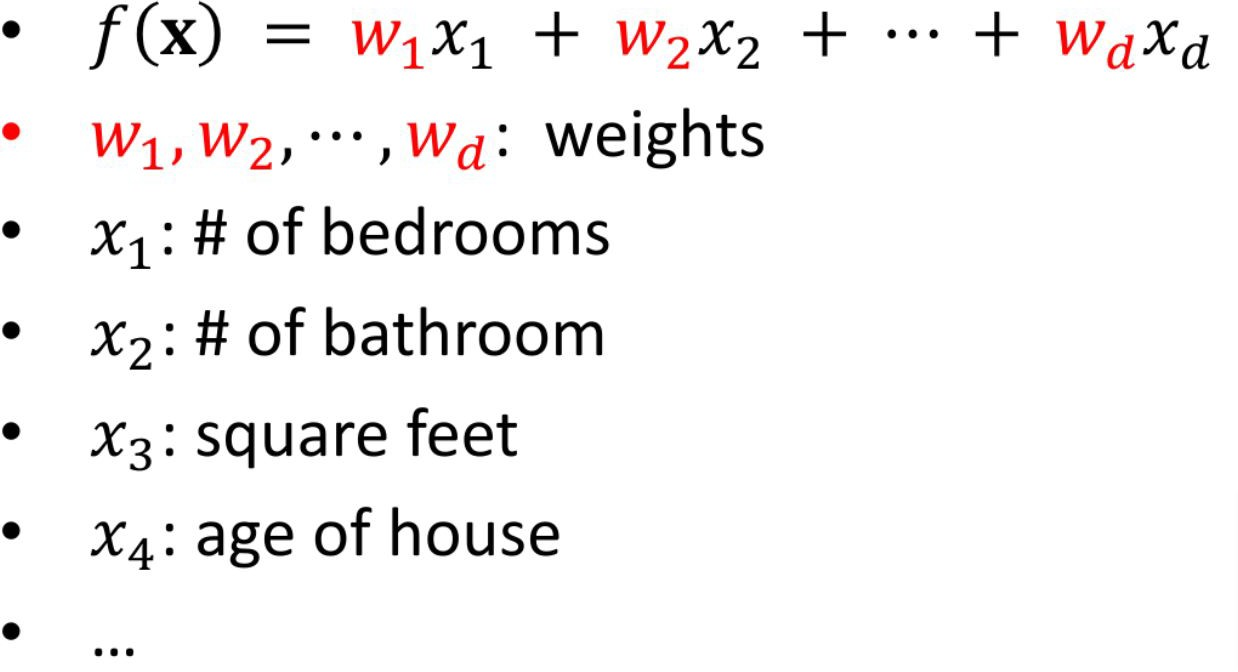 • f(𝐱) = w₁x₁ + w₂x₂ + ⋯ + w_d x_d
• w₁, w₂, ⋯ , w_d: weights
• x₁: # of bedrooms
• x₂: # of bathroom
• x₃: square feet
• x₄: age of house
• ...